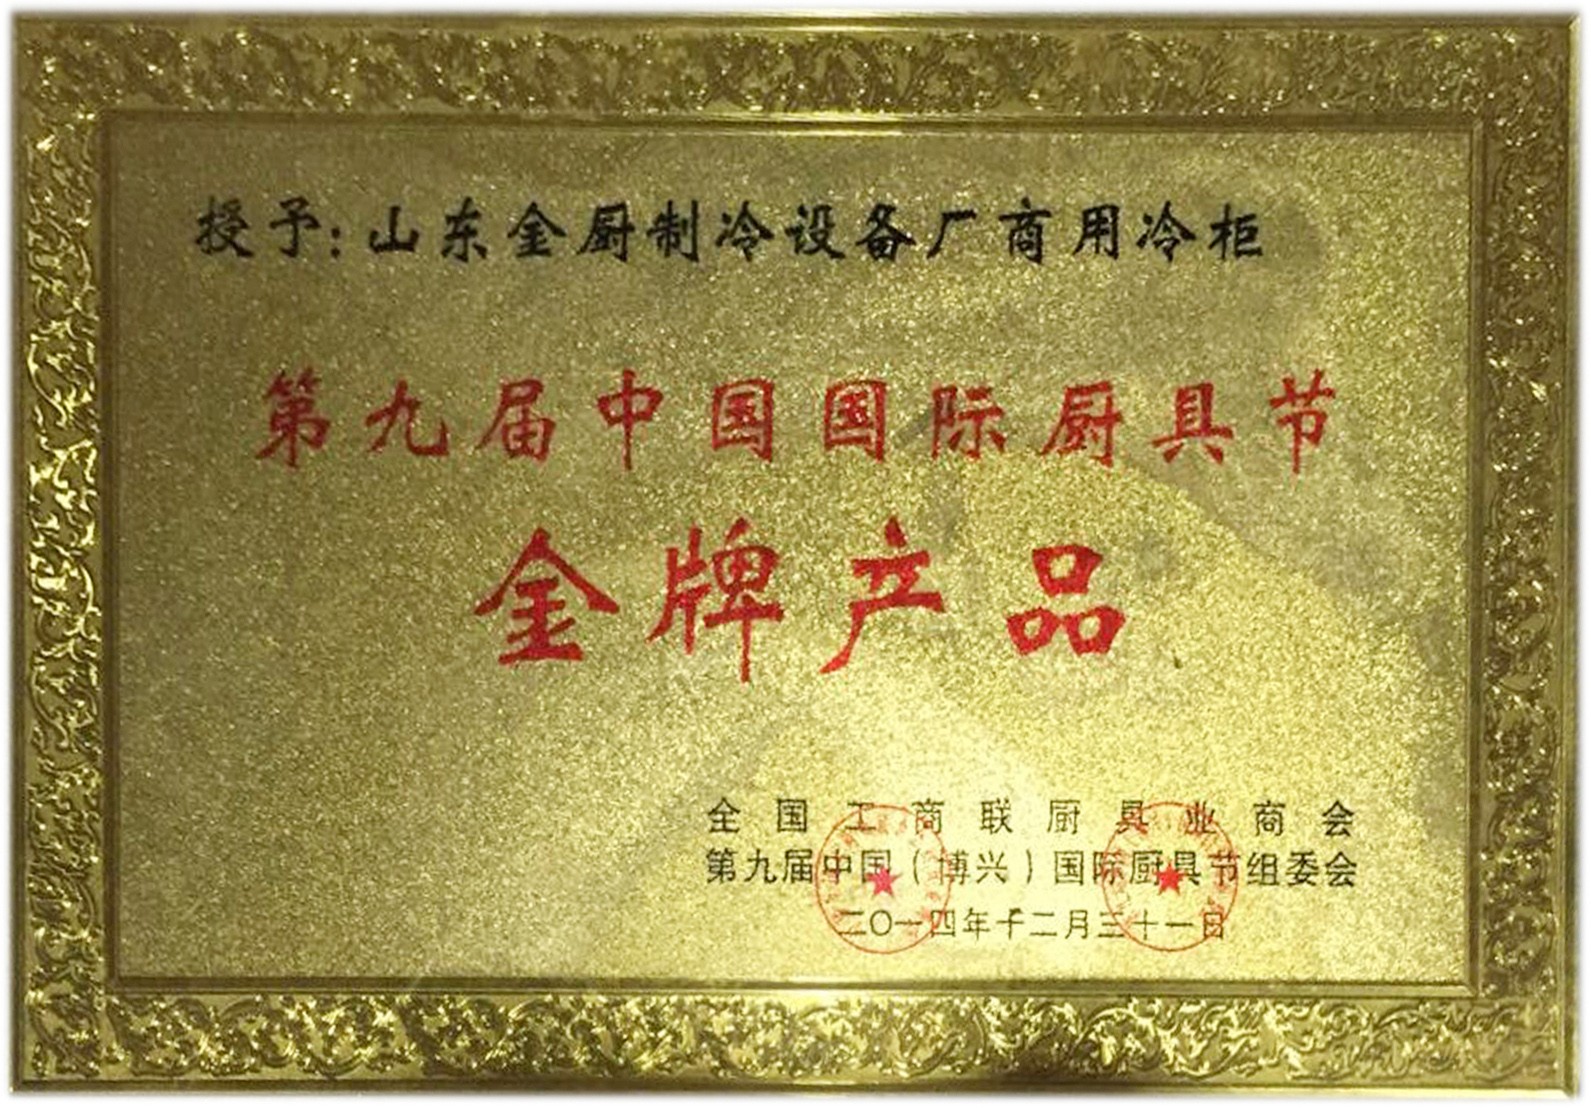 授予：山东金厨制冷设备厂商用冷柜
第九届中国国际厨具节
金牌产品
全国工商联厨具业商会
第九届中国（博兴）国际厨具节组委会
二〇一四年十二月三十一日